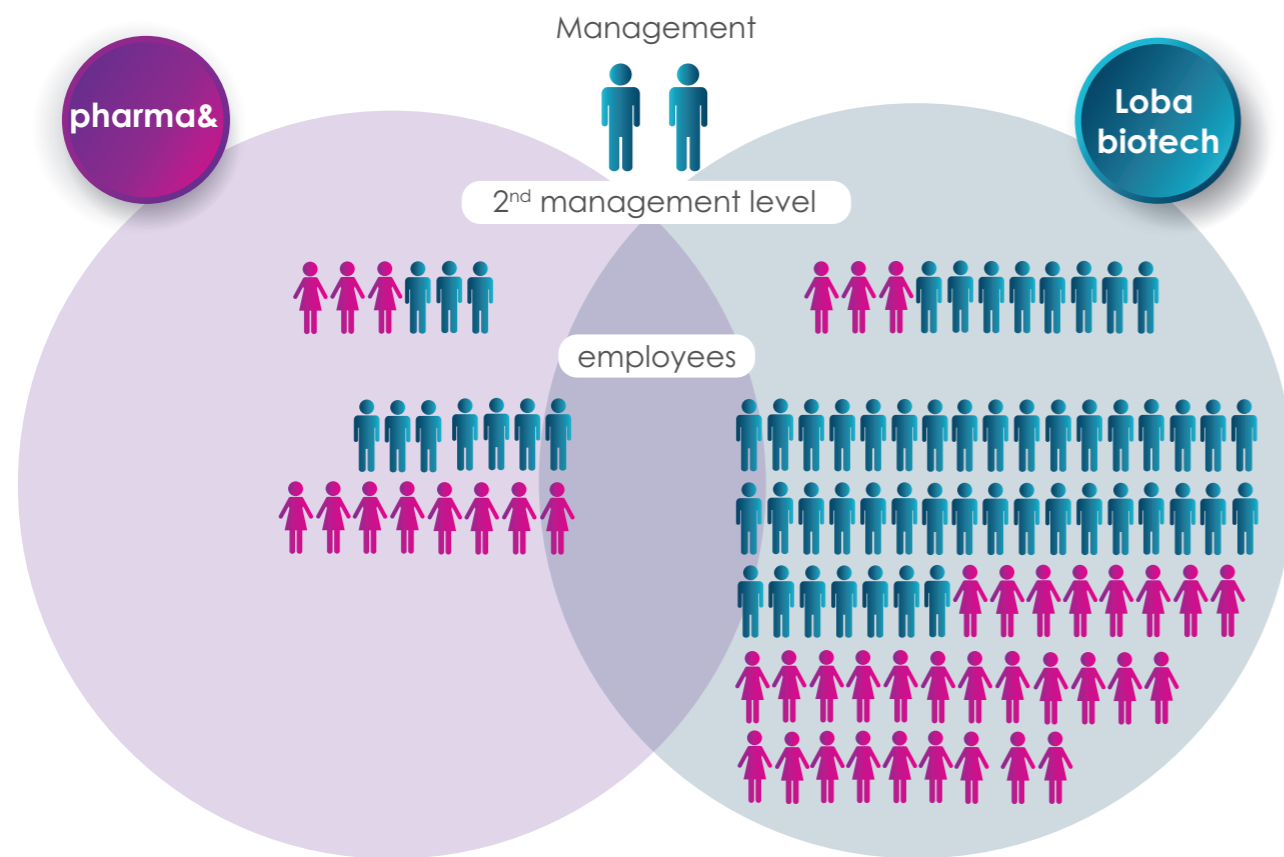 Management
pharma&
Loba
biotech
2nd management level
employees